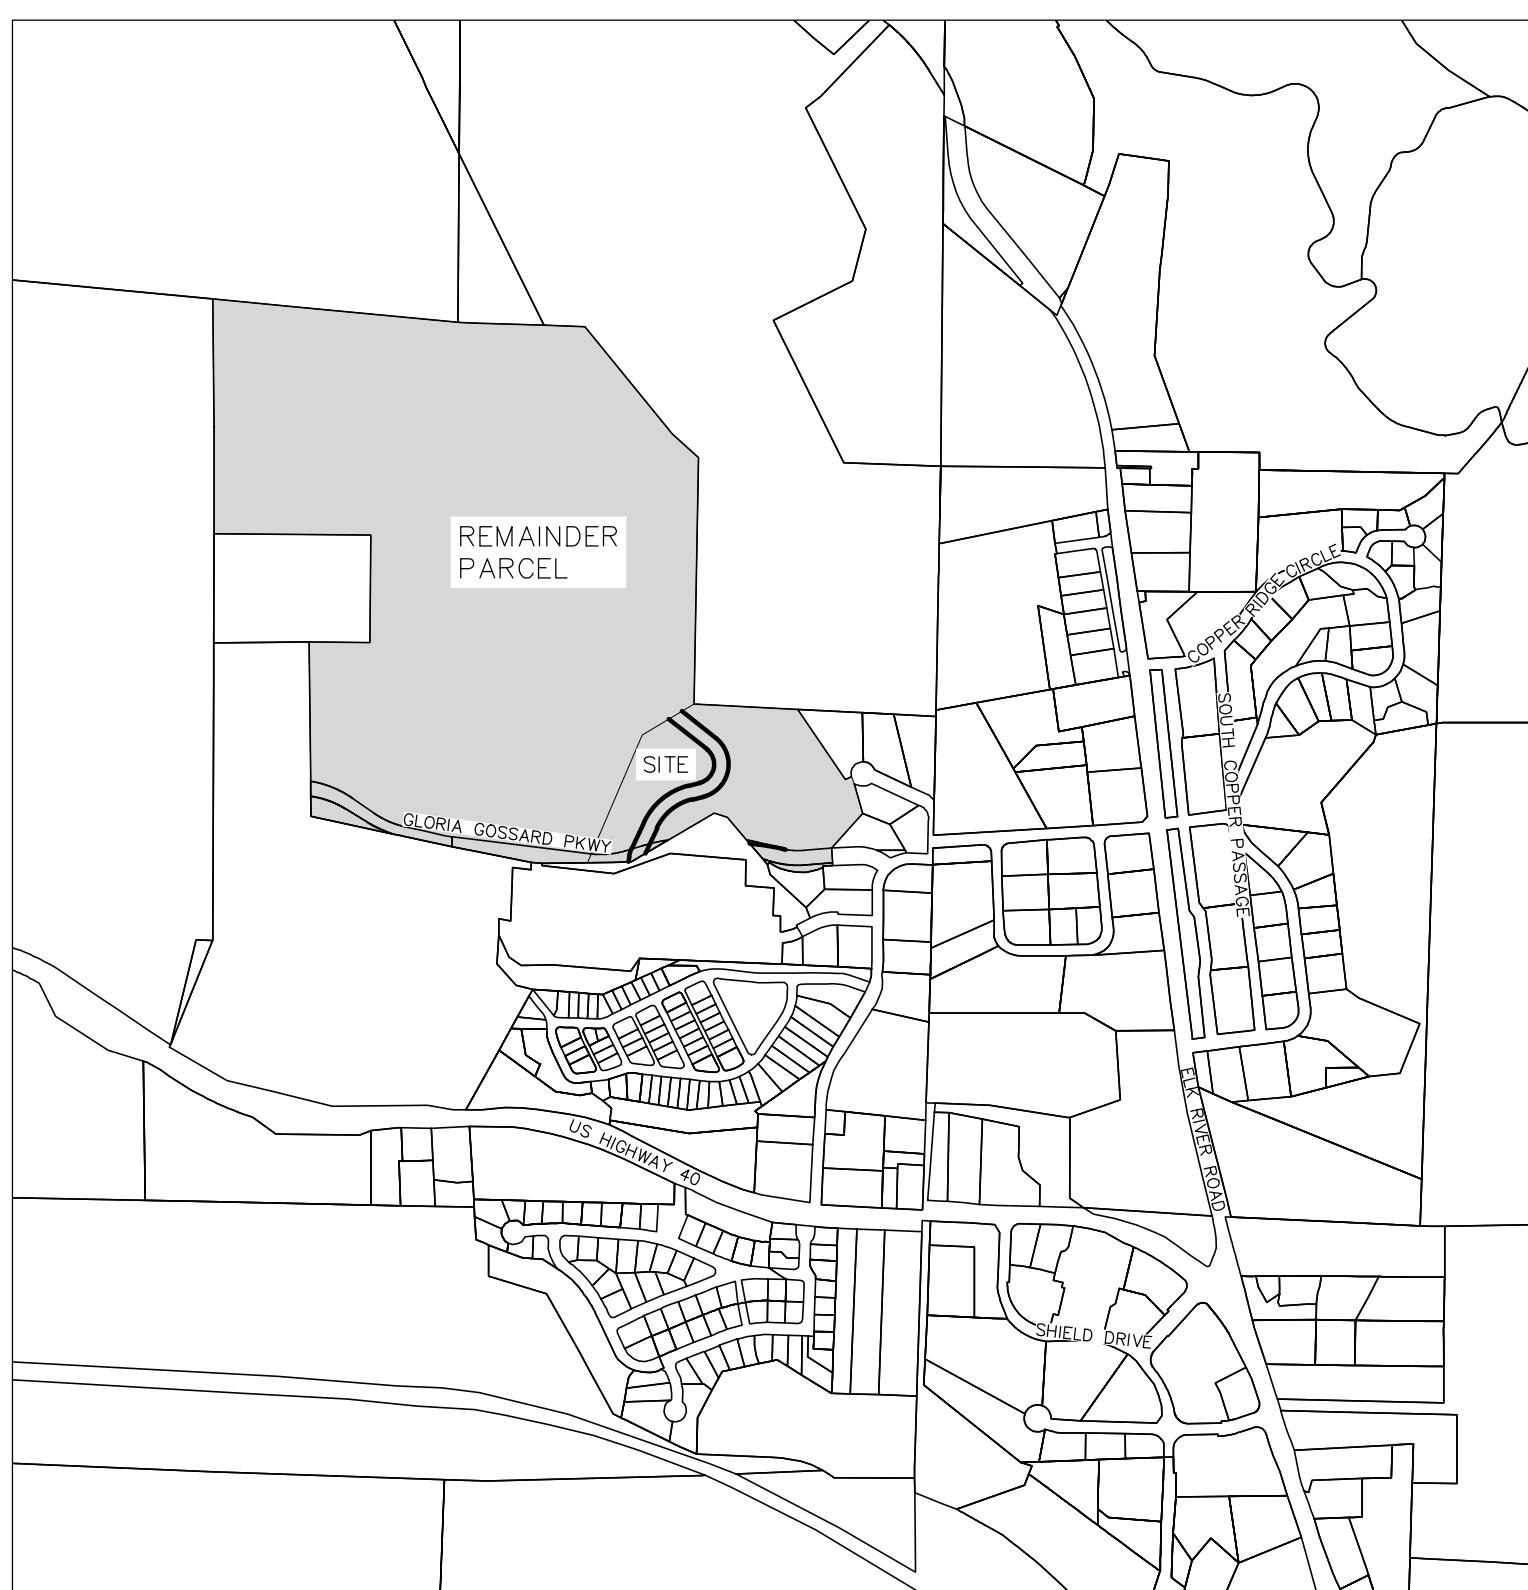 REMAINDER
PARCEL
COPPER RIDGE CIRCLE
SOUTH COPPER PASSAGE
SITE
GLORIA GOSSARD PKWY
US HIGHWAY 40
ELK RIVER ROAD
SHIELD DRIVE